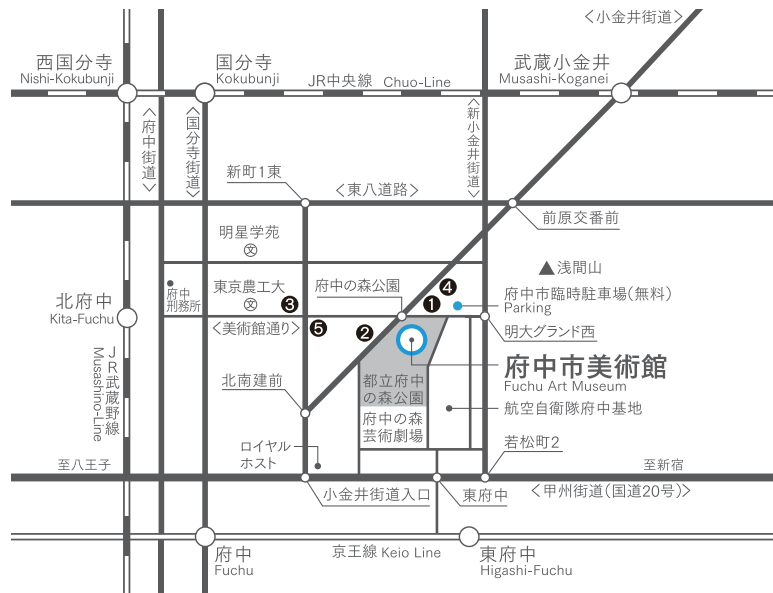 〈小金井街道〉
西国分寺
Nishi-Kokubunji
国分寺
Kokubunji
JR中央線 Chuo-Line
武蔵小金井
Musashi-Koganei
〈府中街道〉
〈国分寺街道〉
〈新小金井街道〉
新町1東
〈東八道路〉
前原交番前
明星学苑
文
浅間山
府中
刑務所
東京農工大
文
❸
府中の森公園
❹
❶
府中市臨時駐車場(無料)
Parking
北府中
Kita-Fuchu
〈美術館通り〉
❺
❷
明大グランド西
JR武蔵野線
Musashino-Line
府中市美術館
Fuchu Art Museum
北南建前
都立府中
の森公園
航空自衛隊府中基地
府中の森
芸術劇場
ロイヤル
ホスト
若松町2
至八王子
至新宿
小金井街道入口
東府中
〈甲州街道(国道20号)〉
府中
Fuchu
京王線 Keio Line
東府中
Higashi-Fuchu